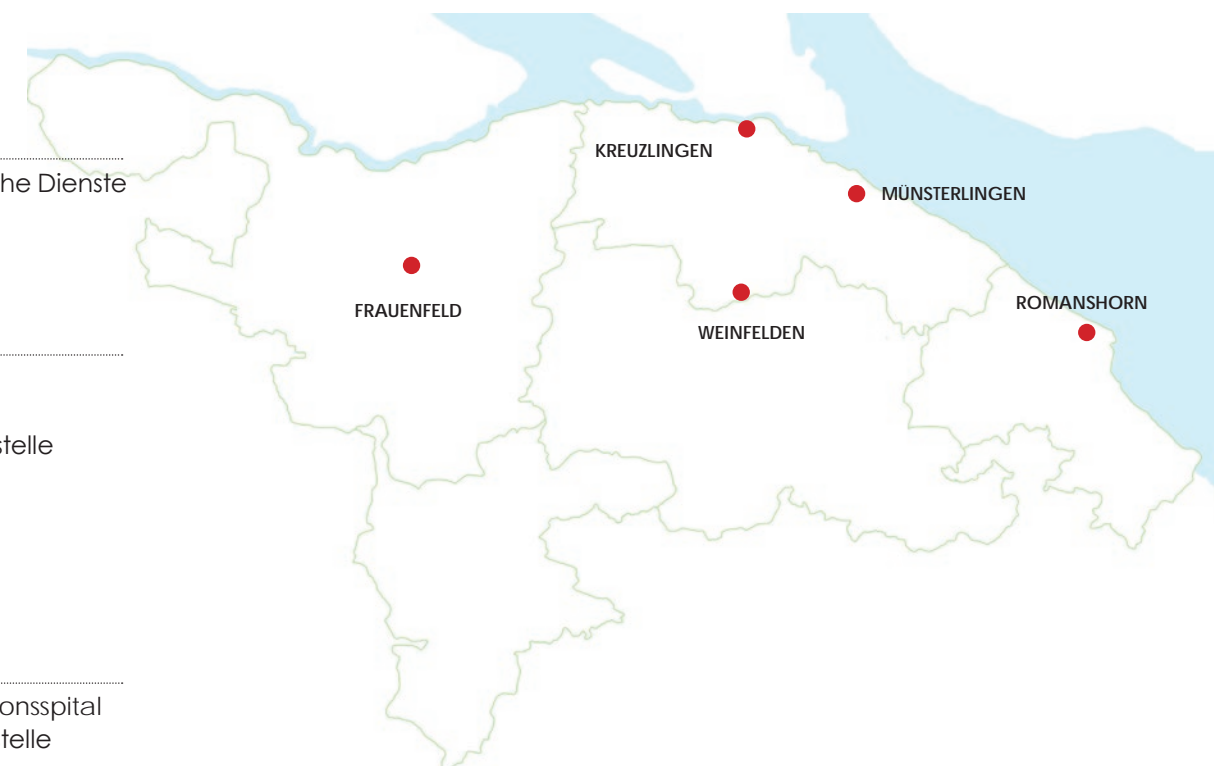 he Dienste
stelle
onsspital
telle
KREUZLINGEN
MÜNSTERLINGEN
FRAUENFELD
WEINFELDEN
ROMANSHORN